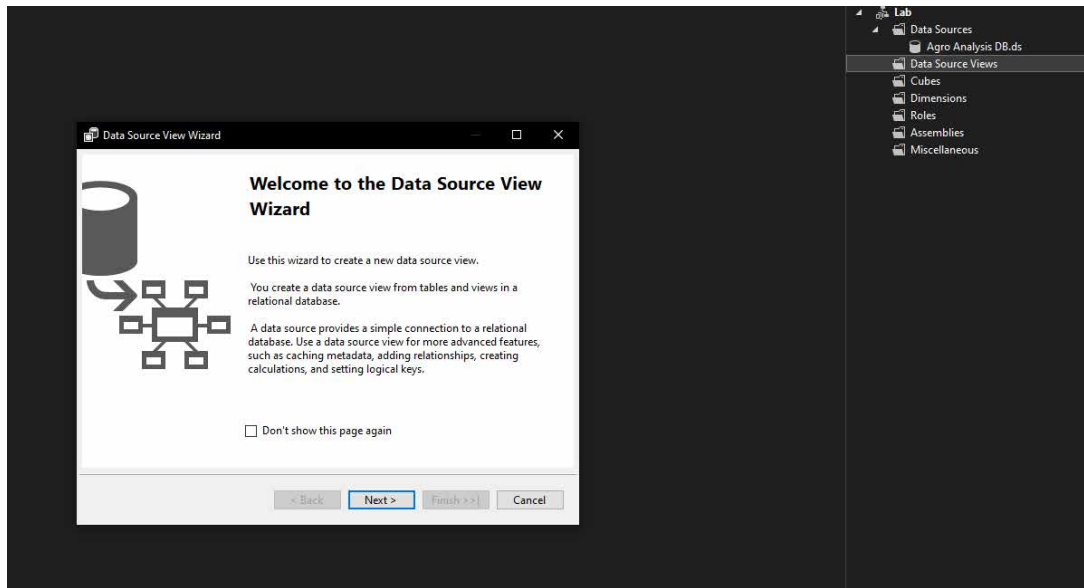 Lab
Data Sources
Agro Analysis DB.ds
Data Source Views
Cubes
Dimensions
Roles
Assemblies
Miscellaneous
Data Source View Wizard
Welcome to the Data Source View
Wizard
Use this wizard to create a new data source view.
You create a data source view from tables and views in a
relational database.
A data source provides a simple connection to a relational
database. Use a data source view for more advanced features,
such as caching metadata, adding relationships, creating
calculations, and setting logical keys.
Don't show this page again
< Back
Next >
Finish >>|
Cancel